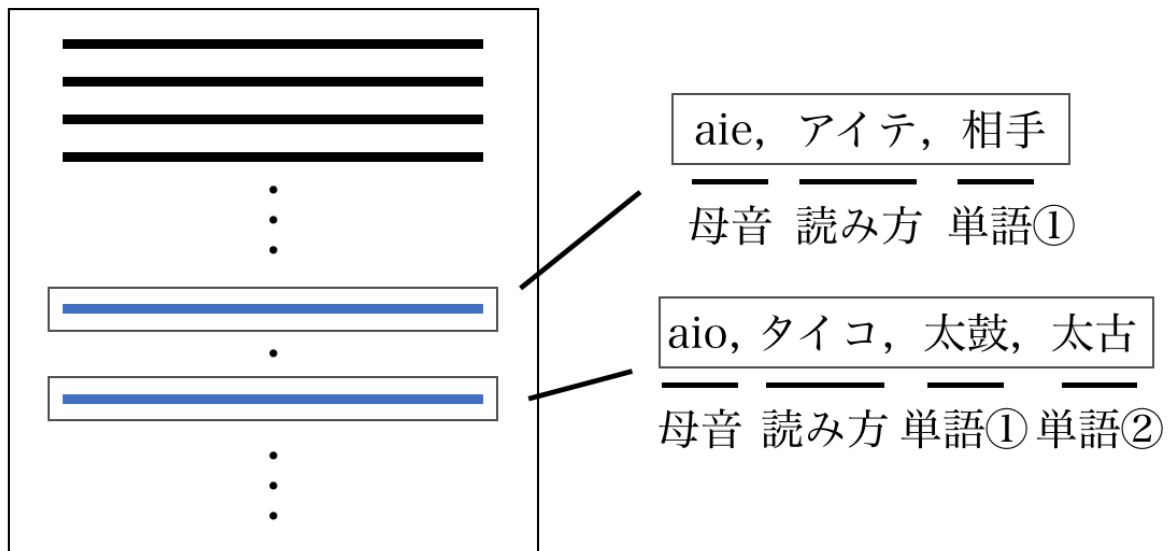 aie, アイテ, 相手
母音 読み方 単語①
aio, タイコ, 太鼓, 太古
母音 読み方 単語① 単語②